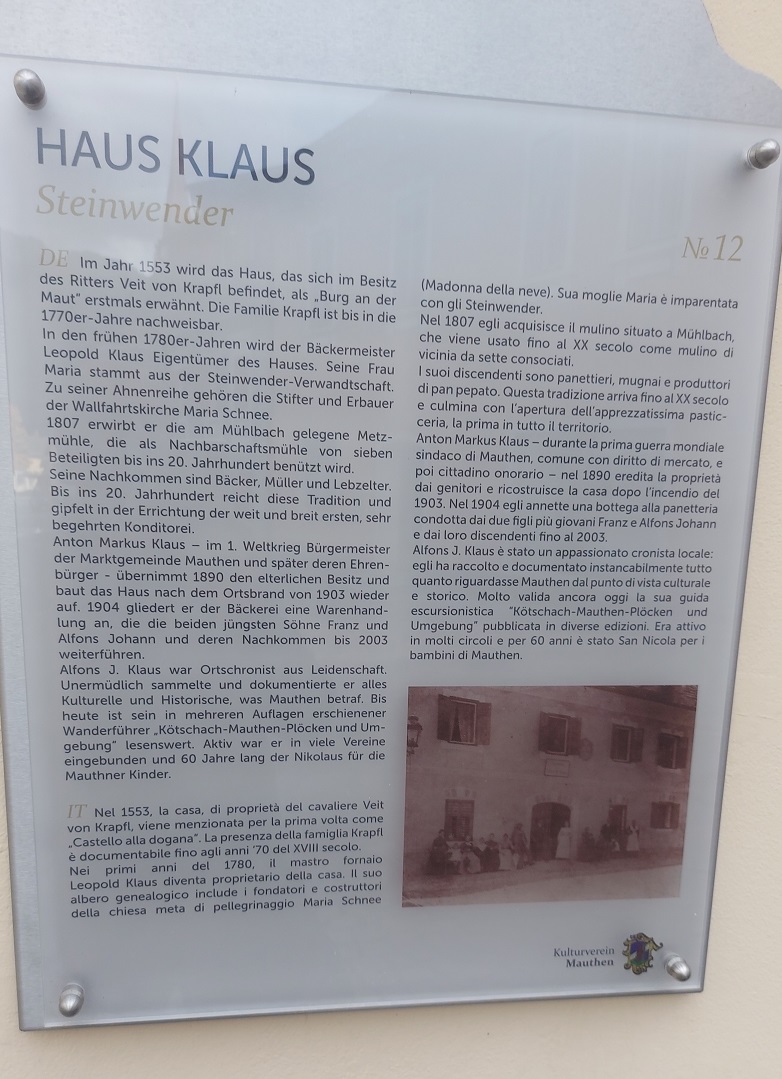 HAUS KLAUS
Steinwender
№ 12
DE Im Jahr 1553 wird das Haus, das sich im Besitz
des Ritters Veit von Krapfl befindet, als „Burg an der
Maut“ erstmals erwähnt. Die Familie Krapfl ist bis in die
1770er-Jahre nachweisbar.
In den frühen 1780er-Jahren wird der Bäckermeister
Leopold Klaus Eigentümer des Hauses. Seine Frau
Maria stammt aus der Steinwender-Verwandtschaft.
Zu seiner Ahnenreihe gehören die Stifter und Erbauer
der Wallfahrtskirche Maria Schnee.
1807 erwirbt er die am Mühlbach gelegene Metz-
mühle, die als Nachbarschaftsmühle von sieben
Beteiligten bis ins 20. Jahrhundert benützt wird.
Seine Nachkommen sind Bäcker, Müller und Lebzelter.
Bis ins 20. Jahrhundert reicht diese Tradition und
gipfelt in der Errichtung der weit und breit ersten, sehr
begehrten Konditorei.
Anton Markus Klaus – im 1. Weltkrieg Bürgermeister
der Marktgemeinde Mauthen und später deren Ehren-
bürger - übernimmt 1890 den elterlichen Besitz und
baut das Haus nach dem Ortsbrand von 1903 wieder
auf. 1904 gliedert er der Bäckerei eine Warenhand-
lung an, die die beiden jüngsten Söhne Franz und
Alfons Johann und deren Nachkommen bis 2003
weiterführen.
Alfons J. Klaus war Ortschronist aus Leidenschaft.
Unermüdlich sammelte und dokumentierte er alles
Kulturelle und Historische, was Mauthen betraf. Bis
heute ist sein in mehreren Auflagen erschienener
Wanderführer „Kötschach-Mauthen-Plöcken und Um-
gebung“ lesenswert. Aktiv war er in viele Vereine
eingebunden und 60 Jahre lang der Nikolaus für die
Mauthner Kinder.
IT Nel 1553, la casa, di proprietà del cavaliere Veit
von Krapfl, viene menzionata per la prima volta come
„Castello alla dogana“. La presenza della famiglia Krapfl
è documentabile fino agli anni '70 del XVIII secolo.
Nei primi anni del 1780, il mastro fornaio
Leopold Klaus diventa proprietario della casa. Il suo
albero genealogico include i fondatori e costruttori
della chiesa meta di pellegrinaggio Maria Schnee
(Madonna della neve). Sua moglie Maria è imparentata
con gli Steinwender.
Nel 1807 egli acquisisce il mulino situato a Mühlbach,
che viene usato fino al XX secolo come mulino di
vicinia da sette consociati.
I suoi discendenti sono panettieri, mugnai e produttori
di pan pepato. Questa tradizione arriva fino al XX secolo
e culmina con l'apertura dell'apprezzatissima pastic-
ceria, la prima in tutto il territorio.
Anton Markus Klaus – durante la prima guerra mondiale
sindaco di Mauthen, comune con diritto di mercato, e
poi cittadino onorario – nel 1890 eredita la proprietà
dai genitori e ricostruisce la casa dopo l'incendio del
1903. Nel 1904 egli annette una bottega alla panetteria
condotta dai due figli più giovani Franz e Alfons Johann
e dai loro discendenti fino al 2003.
Alfons J. Klaus è stato un appassionato cronista locale:
egli ha raccolto e documentato instancabilmente tutto
quanto riguardasse Mauthen dal punto di vista culturale
e storico. Molto valida ancora oggi la sua guida
escursionistica "Kötschach-Mauthen-Plöcken und
Umgebung" pubblicata in diverse edizioni. Era attivo
in molti circoli e per 60 anni è stato San Nicola per i
bambini di Mauthen.
Kulturverein
Mauthen